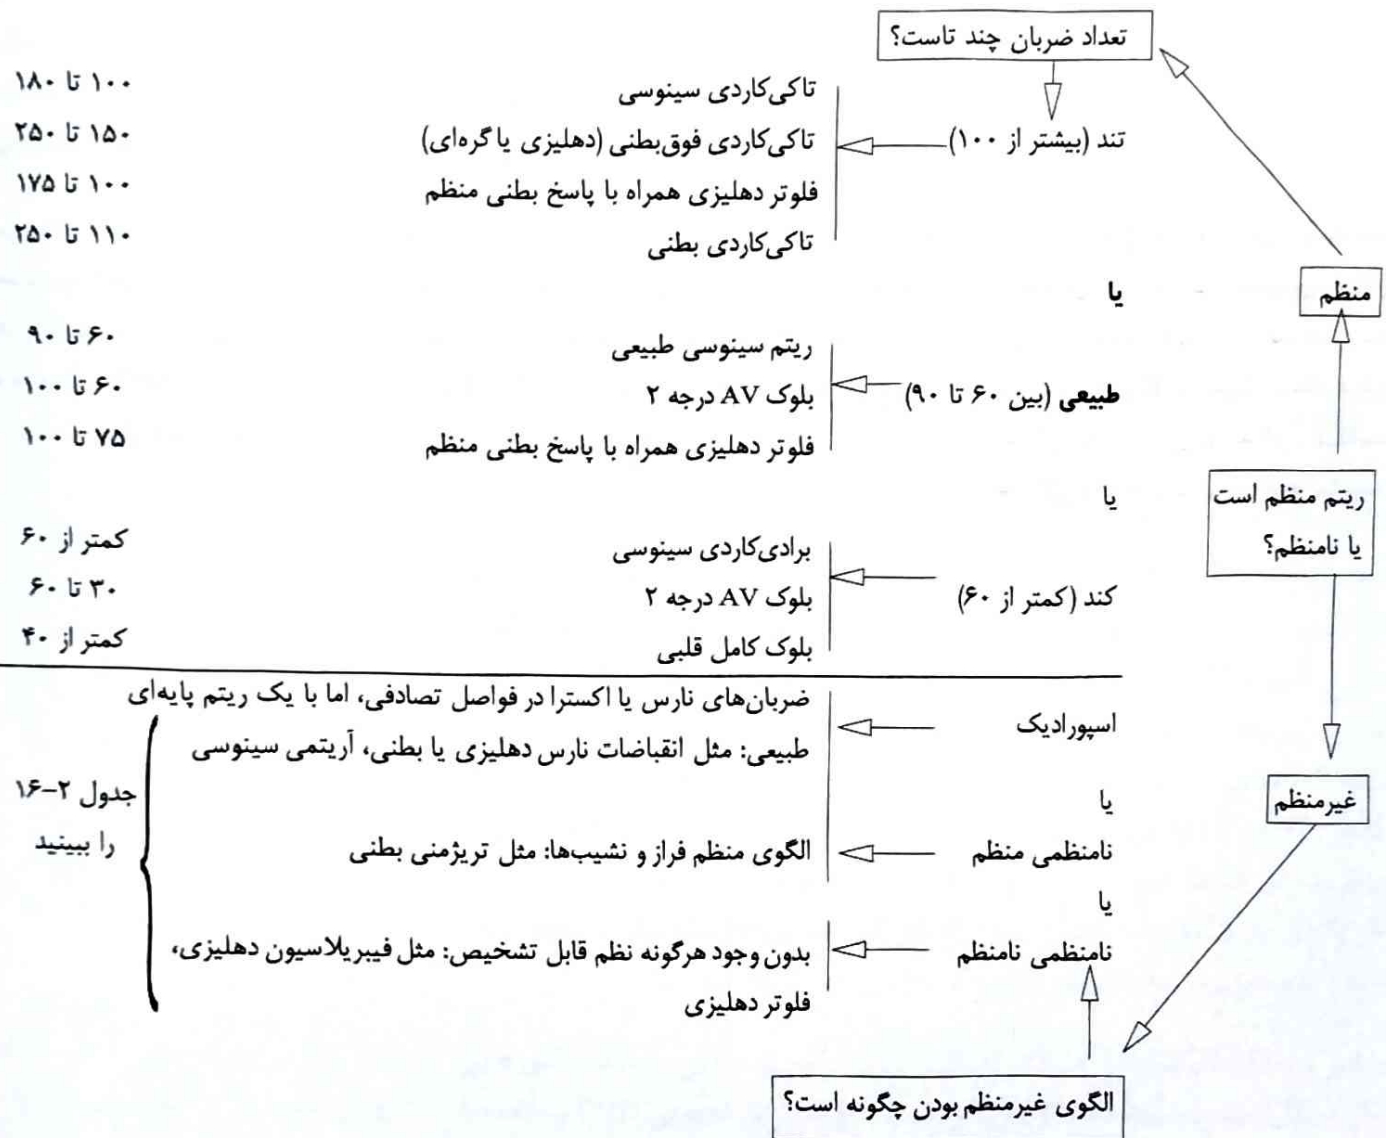 تعداد ضربان چند تاست؟
تند (بیشتر از ۱۰۰)
تاکی‌کاردی سینوسی ۱۰۰ تا ۱۸۰
تاکی‌کاردی فوق‌بطنی (دهلیزی یا گره‌ای) ۱۵۰ تا ۲۵۰
فلوتر دهلیزی همراه با پاسخ بطنی منظم ۱۰۰ تا ۱۷۵
تاکی‌کاردی بطنی ۱۱۰ تا ۲۵۰
منظم
یا
طبیعی (بین ۶۰ تا ۹۰)
ریتم سینوسی طبیعی ۶۰ تا ۹۰
بلوک AV درجه ۲ ۶۰ تا ۱۰۰
فلوتر دهلیزی همراه با پاسخ بطنی منظم ۷۵ تا ۱۰۰
ریتم منظم است
یا نامنظم؟
یا
کند (کمتر از ۶۰)
برادی‌کاردی سینوسی کمتر از ۶۰
بلوک AV درجه ۲ ۳۰ تا ۶۰
بلوک کامل قلبی کمتر از ۴۰
اسپورادیک
ضربان‌های نارس یا اکسترا در فواصل تصادفی، اما با یک ریتم پایه‌ای
طبیعی: مثل انقباضات نارس دهلیزی یا بطنی، آریتمی سینوسی
غیرمنظم
یا
جدول ۲-۱۶
را ببینید
نامنظمی منظم
الگوی منظم فراز و نشیب‌ها: مثل تریژمنی بطنی
یا
نامنظمی نامنظم
بدون وجود هرگونه نظم قابل تشخیص: مثل فیبریلاسیون دهلیزی،
فلوتر دهلیزی
الگوی غیرمنظم بودن چگونه است؟